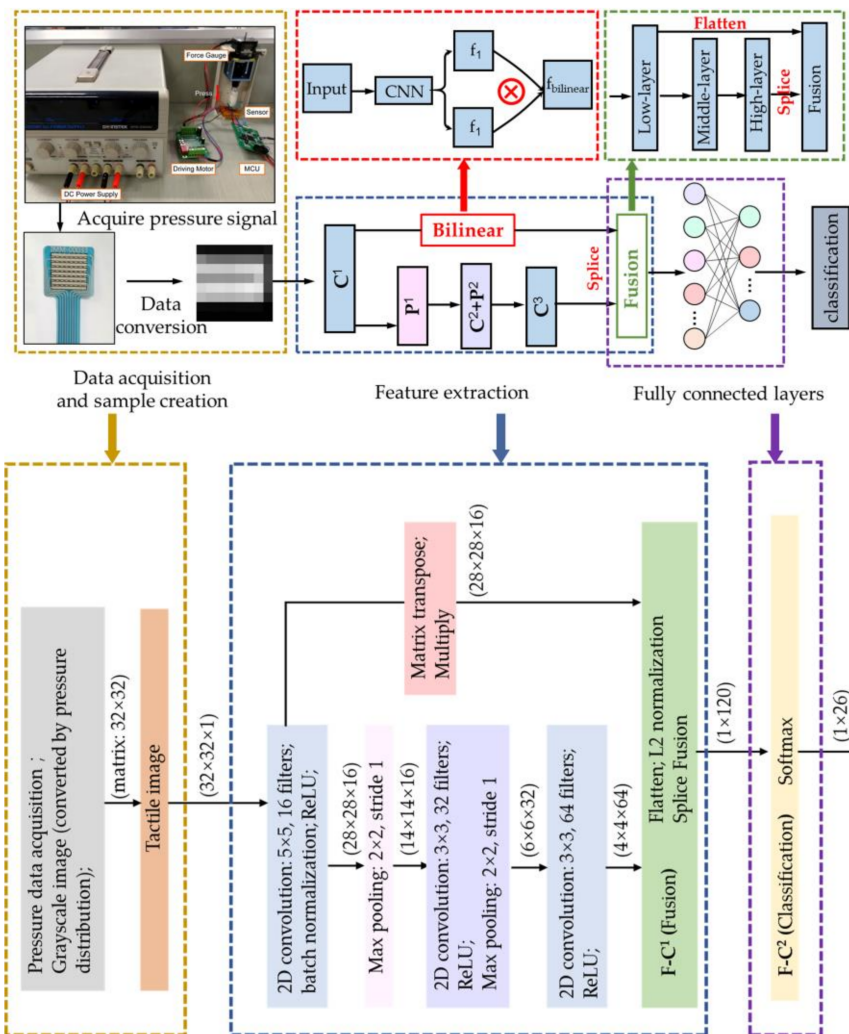 Force Gauge
Press
Sensor
Driving Motor
MCU
DC Power Supply
Acquire pressure signal
Data
conversion
Input
CNN
f1
f1
fbilinear
Flatten
Low-layer
Middle-layer
High-layer
Splice
Fusion
C1
Bilinear
P1
C2+P2
C3
Splice
Fusion
classification
Data acquisition
and sample creation
Feature extraction
Fully connected layers
Pressure data acquisition ;
Grayscale image (converted by pressure
distribution);
(matrix: 32×32)
Tactile image
(32×32×1)
2D convolution: 5×5, 16 filters;
batch normalization; ReLU;
Matrix transpose;
Multiply
(28×28×16)
(28×28×16)
Max pooling: 2×2, stride 1
(14×14×16)
2D convolution: 3×3, 32 filters;
ReLU;
Max pooling: 2×2, stride 1
(6×6×32)
2D convolution: 3×3, 64 filters;
ReLU;
(4×4×64)
F-C1 (Fusion)
Flatten; L2 normalization
Splice Fusion
(1×120)
F-C2 (Classification)
Softmax
(1×26)